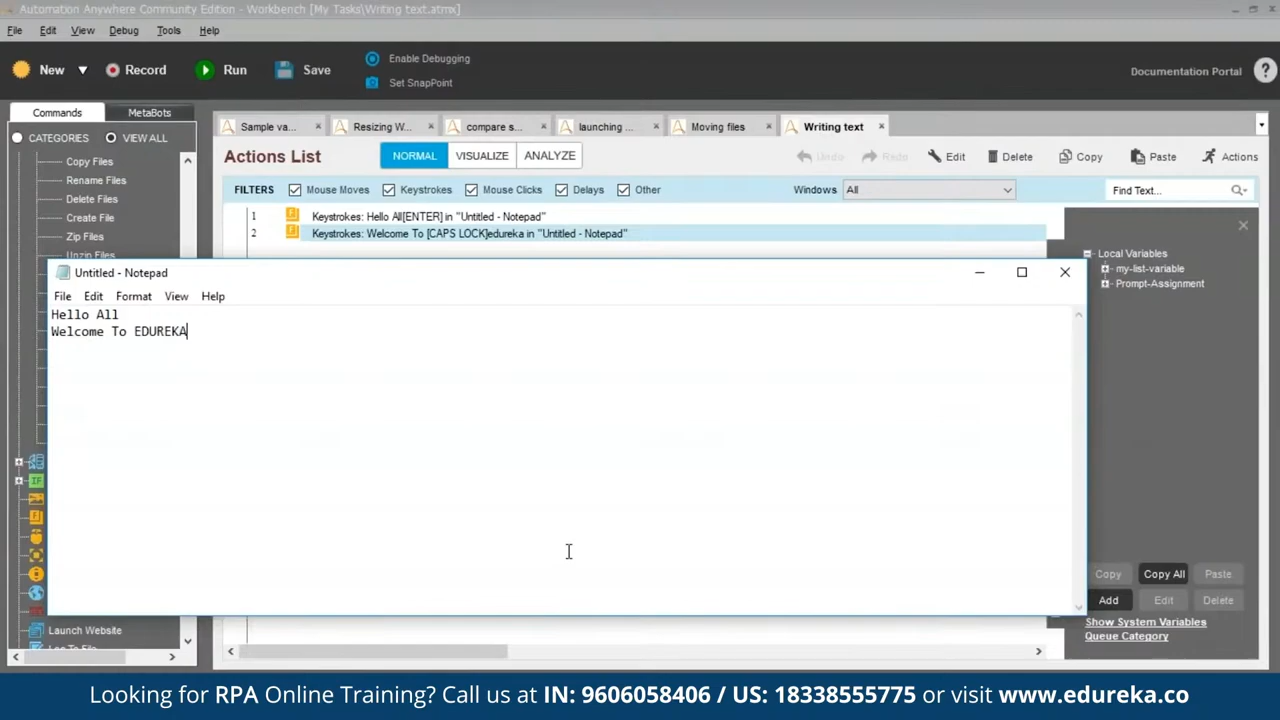 Automation Anywhere Community Edition - Workbench [My Tasks\Writing text.atmx]
File Edit View Debug Tools Help
New Record Run Save
Enable Debugging
Set SnapPoint
Documentation Portal ?
Commands MetaBots
CATEGORIES VIEW ALL
Copy Files
Rename Files
Delete Files
Create File
Zip Files
Unzip Files
IF
Launch Website
Log To File
Sample va... Resizing W... compare s... launching ... Moving files Writing text
Actions List NORMAL VISUALIZE ANALYZE Undo Redo Edit Delete Copy Paste Actions
FILTERS Mouse Moves Keystrokes Mouse Clicks Delays Other Windows All Find Text...
1 Keystrokes: Hello All[ENTER] in "Untitled - Notepad"
2 Keystrokes: Welcome To [CAPS LOCK]edureka in "Untitled - Notepad"
Untitled - Notepad
File Edit Format View Help
Hello All
Welcome To EDUREKA
Local Variables
my-list-variable
Prompt-Assignment
Copy Copy All Paste
Add Edit Delete
Show System Variables
Queue Category
Looking for RPA Online Training? Call us at IN: 9606058406 / US: 18338555775 or visit www.edureka.co